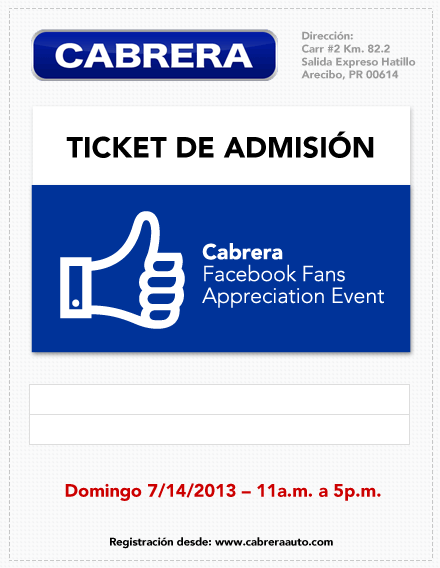 CABRERA
Dirección:
Carr #2 Km. 82.2
Salida Expreso Hatillo
Arecibo, PR 00614
TICKET DE ADMISIÓN
Cabrera
Facebook Fans
Appreciation Event
Domingo 7/14/2013 – 11a.m. a 5p.m.
Registración desde: www.cabreraauto.com